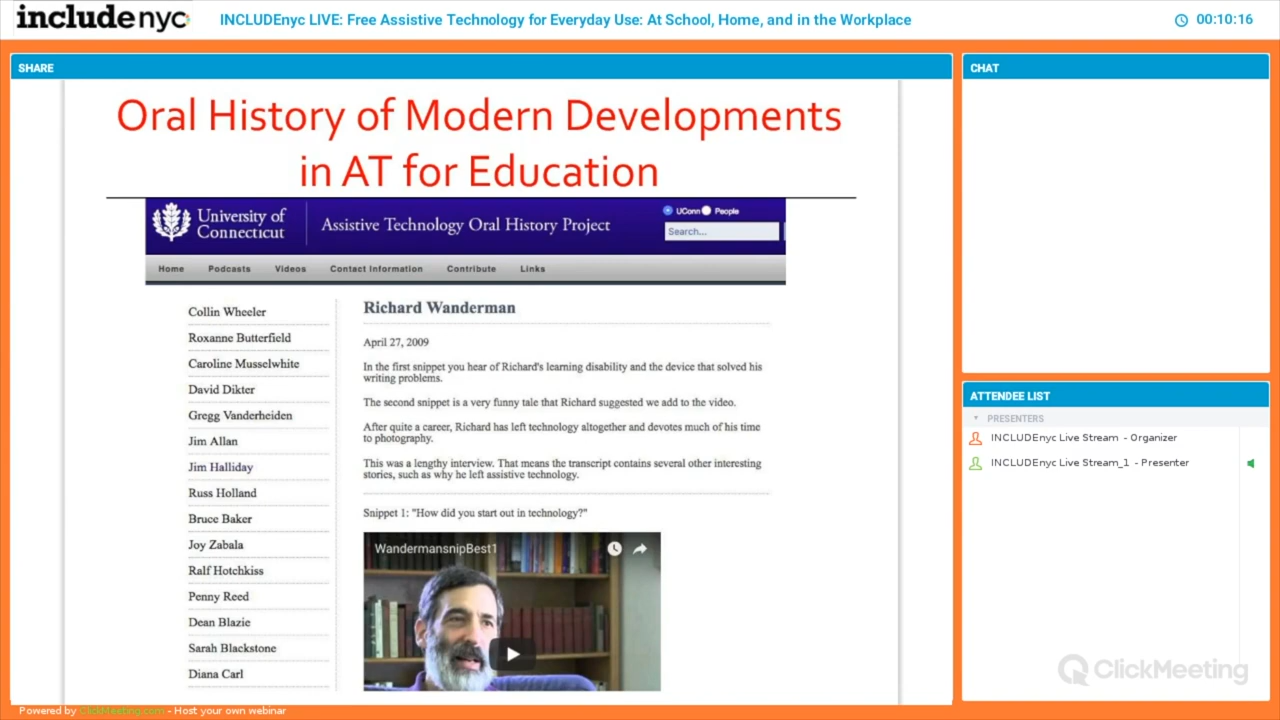 includenyc
INCLUDEnyc LIVE: Free Assistive Technology for Everyday Use: At School, Home, and in the Workplace
00:10:16
SHARE
Oral History of Modern Developments
in AT for Education
University of
Connecticut
Assistive Technology Oral History Project
UConn People
Search...
Home Podcasts Videos Contact Information Contribute Links
Collin Wheeler
Roxanne Butterfield
Caroline Musselwhite
David Dikter
Gregg Vanderheiden
Jim Allan
Jim Halliday
Russ Holland
Bruce Baker
Joy Zabala
Ralf Hotchkiss
Penny Reed
Dean Blazie
Sarah Blackstone
Diana Carl
Richard Wanderman
April 27, 2009
In the first snippet you hear of Richard's learning disability and the device that solved his
writing problems.
The second snippet is a very funny tale that Richard suggested we add to the video.
After quite a career, Richard has left technology altogether and devotes much of his time
to photography.
This was a lengthy interview. That means the transcript contains several other interesting
stories, such as why he left assistive technology.
Snippet 1: "How did you start out in technology?"
WandermansnipBest1
CHAT
ATTENDEE LIST
PRESENTERS
INCLUDEnyc Live Stream - Organizer
INCLUDEnyc Live Stream_1 - Presenter
ClickMeeting
Powered by ClickMeeting.com - Host your own webinar